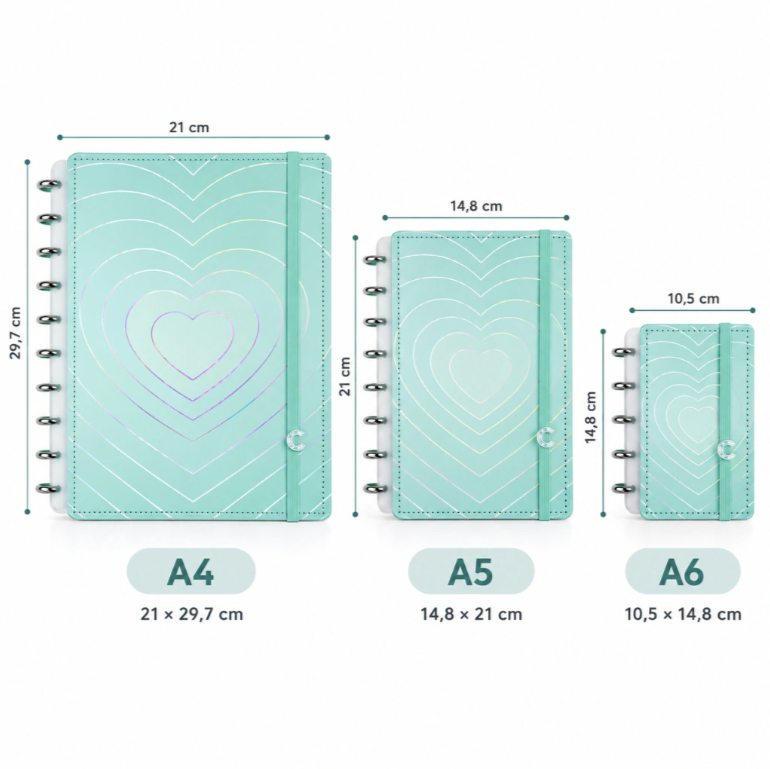 21 cm
29,7 cm
14,8 cm
21 cm
10,5 cm
14,8 cm
C
C
C
A4
21 × 29,7 cm
A5
14,8 × 21 cm
A6
10,5 × 14,8 cm